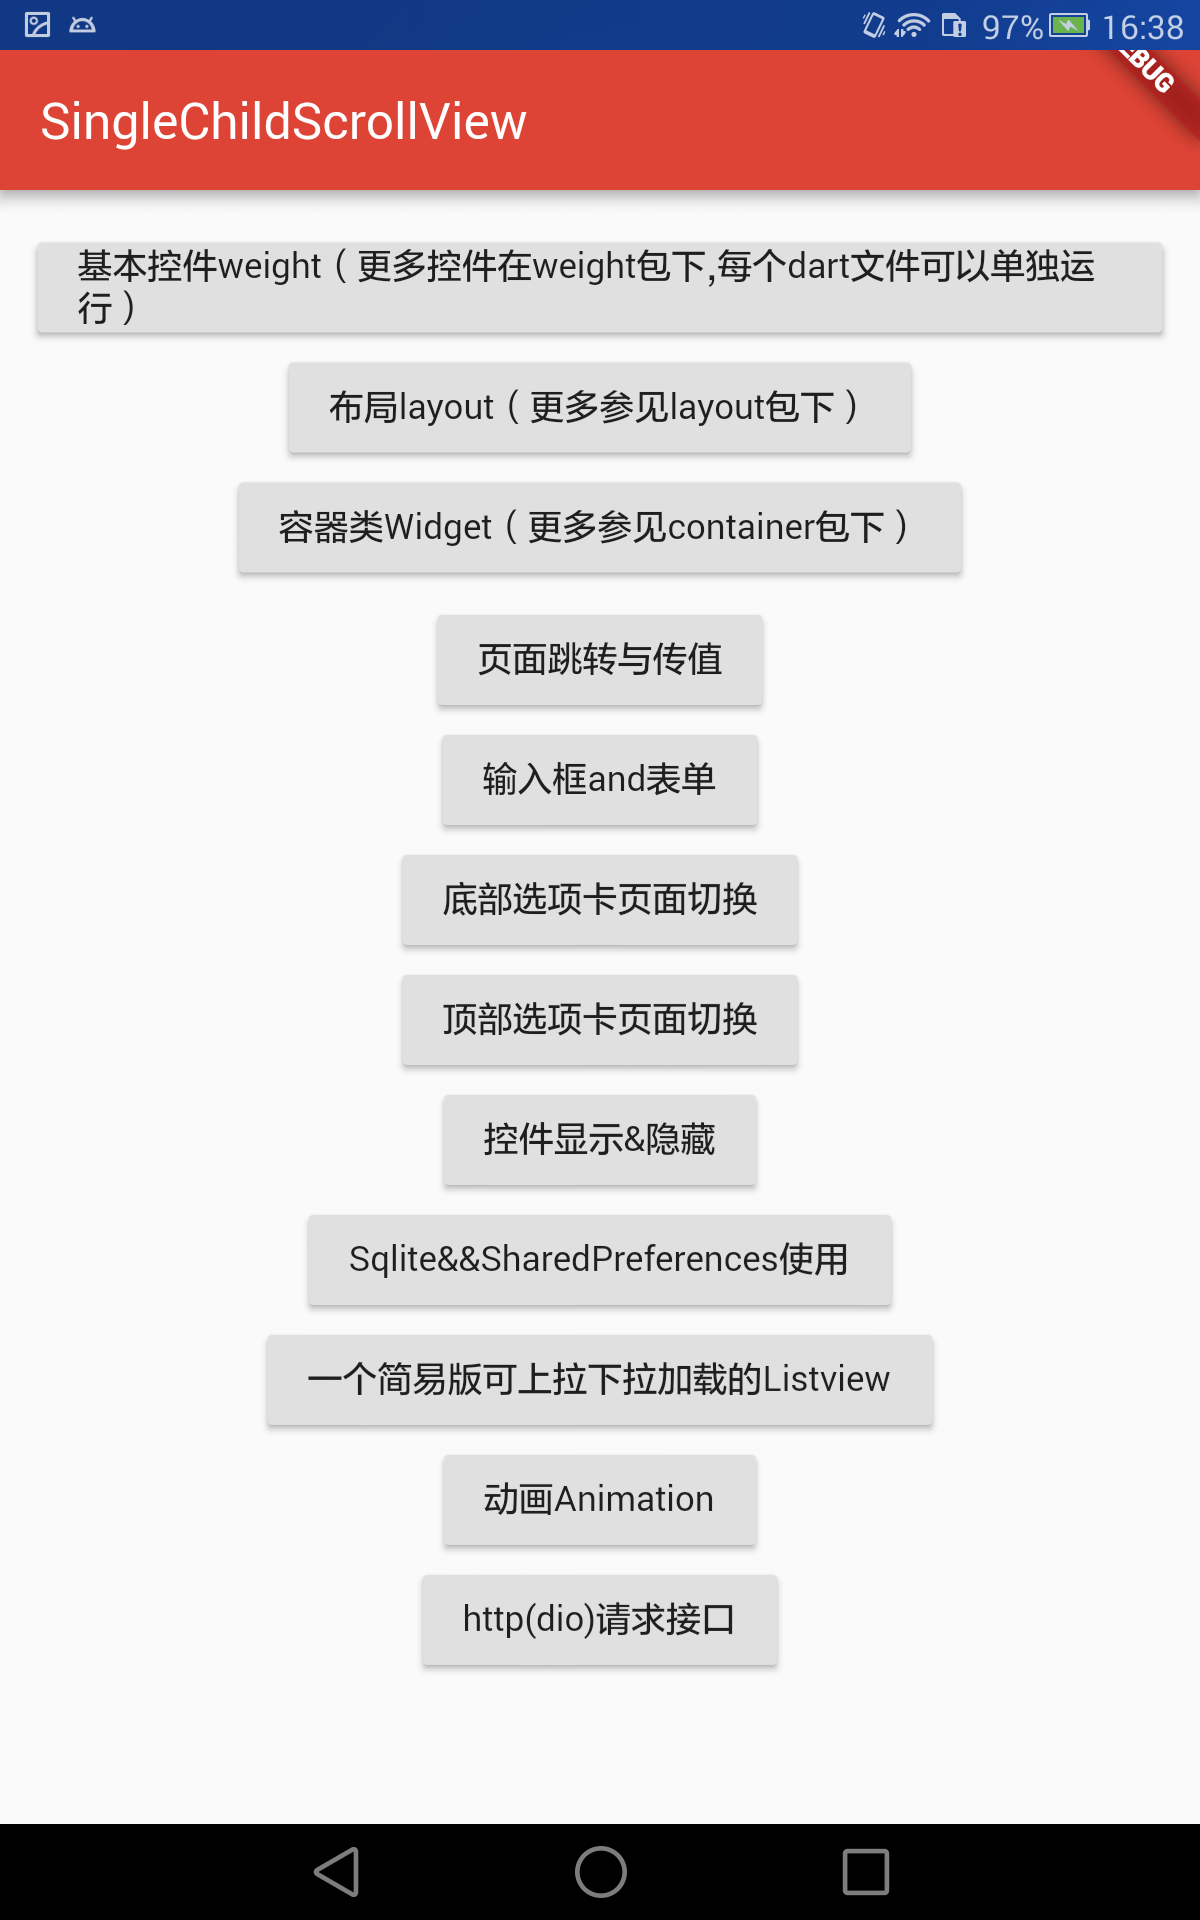 97% 16:38
SingleChildScrollView
EBUG
基本控件weight（更多控件在weight包下,每个dart文件可以单独运
行）
布局layout（更多参见layout包下）
容器类Widget（更多参见container包下）
页面跳转与传值
输入框and表单
底部选项卡页面切换
顶部选项卡页面切换
控件显示&隐藏
Sqlite&&SharedPreferences使用
一个简易版可上拉下拉加载的Listview
动画Animation
http(dio)请求接口